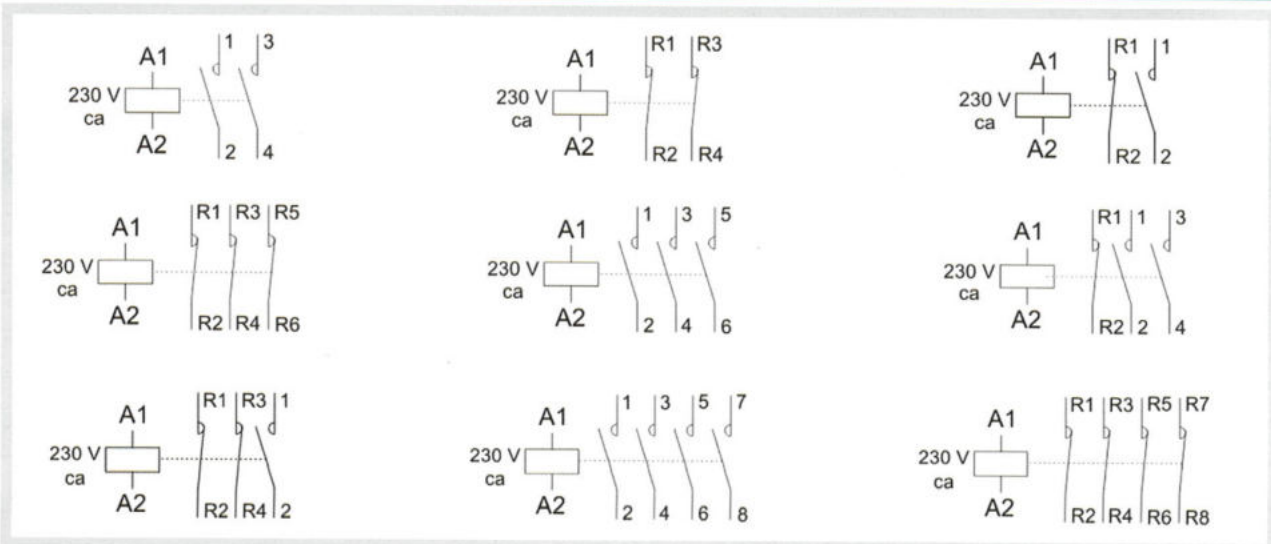 A1 230 V ca A2 1 3 2 4
A1 230 V ca A2 R1 R3 R2 R4
A1 230 V ca A2 R1 1 R2 2
A1 230 V ca A2 R1 R3 R5 R2 R4 R6
A1 230 V ca A2 1 3 5 2 4 6
A1 230 V ca A2 R1 1 3 R2 2 4
A1 230 V ca A2 R1 R3 1 R2 R4 2
A1 230 V ca A2 1 3 5 7 2 4 6 8
A1 230 V ca A2 R1 R3 R5 R7 R2 R4 R6 R8